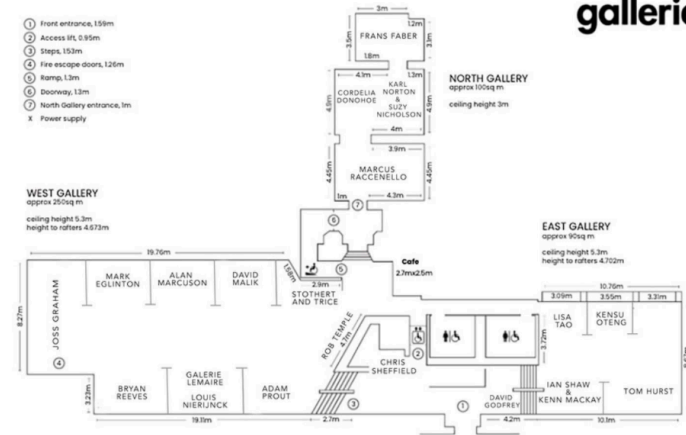 galleries
1 Front entrance, 1.59m
2 Access lift, 0.95m
3 Steps, 1.53m
4 Fire escape doors, 1.26m
5 Ramp, 1.3m
6 Doorway, 1.3m
7 North Gallery entrance, 1m
X Power supply
3m
1.2m
FRANS FABER
3.5m
3.1m
1.8m
1.3m
4.1m
CORDELIA
DONOHOE
KARL
NORTON
&
SUZY
NICHOLSON
4.9m
4.9m
4m
3.9m
MARCUS
RACCENELLO
4.45m
4.45m
1m
4.3m
7
6
NORTH GALLERY
approx 100sq m
ceiling height 3m
WEST GALLERY
approx 250sq m
ceiling height 5.3m
height to rafters 4.673m
EAST GALLERY
approx 90sq m
ceiling height 5.3m
height to rafters 4.702m
Cafe
2.7mx2.5m
19.76m
1.58m
5
2.9m
STOTHERT
AND TRICE
JOSS GRAHAM
MARK
EGLINTON
ALAN
MARCUSON
DAVID
MALIK
8.27m
4
3.23m
BRYAN
REEVES
GALERIE
LEMAIRE
LOUIS
NIERIJNCK
ADAM
PROUT
19.11m
2.7m
3
ROB TEMPLE
4.7m
CHRIS
SHEFFIELD
2
1
DAVID
GODFREY
4.2m
3.72m
10.76m
3.09m
3.55m
3.31m
LISA
TAO
KENSU
OTENG
IAN SHAW
&
KENN MACKAY
TOM HURST
10.1m